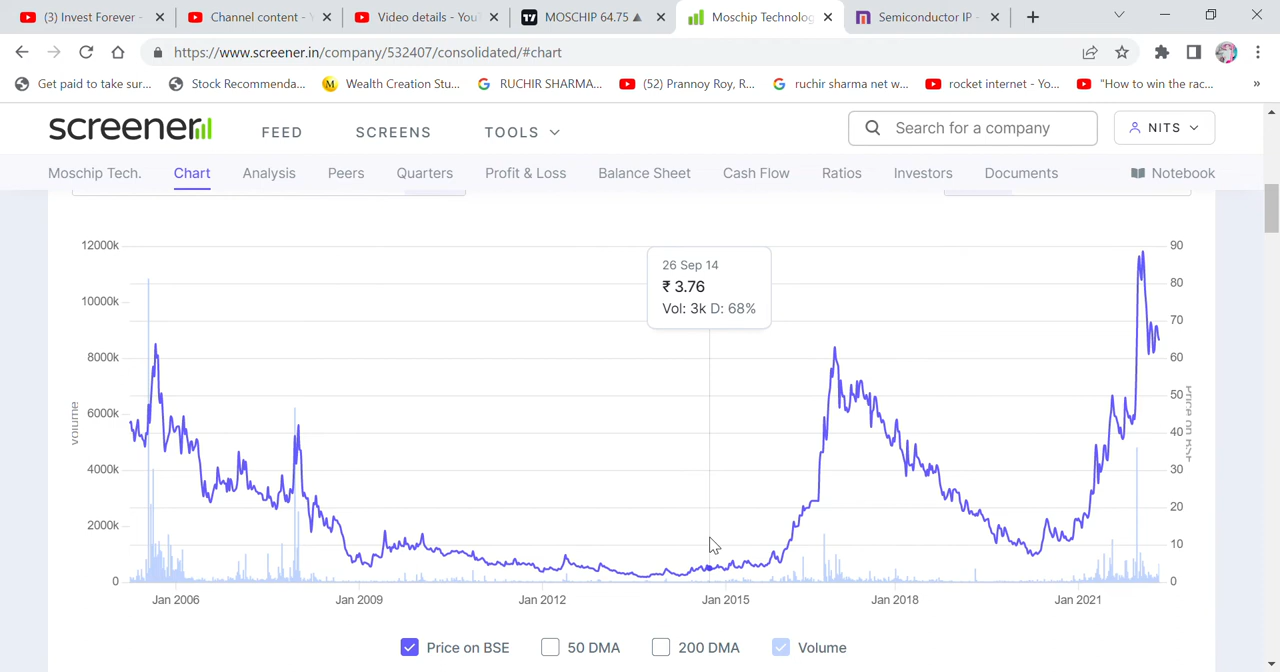 (3) Invest Forever -
Channel content -
Video details - You
MOSCHIP 64.75 ▲
Moschip Technolog
Semiconductor IP -
https://www.screener.in/company/532407/consolidated/#chart
Get paid to take sur...
Stock Recommenda...
Wealth Creation Stu...
RUCHIR SHARMA...
(52) Prannoy Roy, R...
ruchir sharma net w...
rocket internet - Yo...
"How to win the rac...
»
screener
FEED
SCREENS
TOOLS
Search for a company
NITS
Moschip Tech.
Chart
Analysis
Peers
Quarters
Profit & Loss
Balance Sheet
Cash Flow
Ratios
Investors
Documents
Notebook
12000k
10000k
8000k
6000k
4000k
2000k
0
Volume
26 Sep 14
₹ 3.76
Vol: 3k D: 68%
90
80
70
60
50
40
30
20
10
0
Price on BSE
Jan 2006
Jan 2009
Jan 2012
Jan 2015
Jan 2018
Jan 2021
Price on BSE
50 DMA
200 DMA
Volume